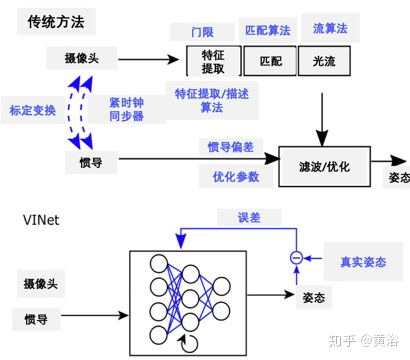 传统方法
门限
匹配算法
流算法
摄像头
特征
提取
匹配
光流
标定变换
紧时钟
同步器
特征提取/描述
算法
惯导
惯导偏差
优化参数
滤波/优化
姿态
VINet
误差
摄像头
惯导
真实姿态
姿态
知乎 @黄浴